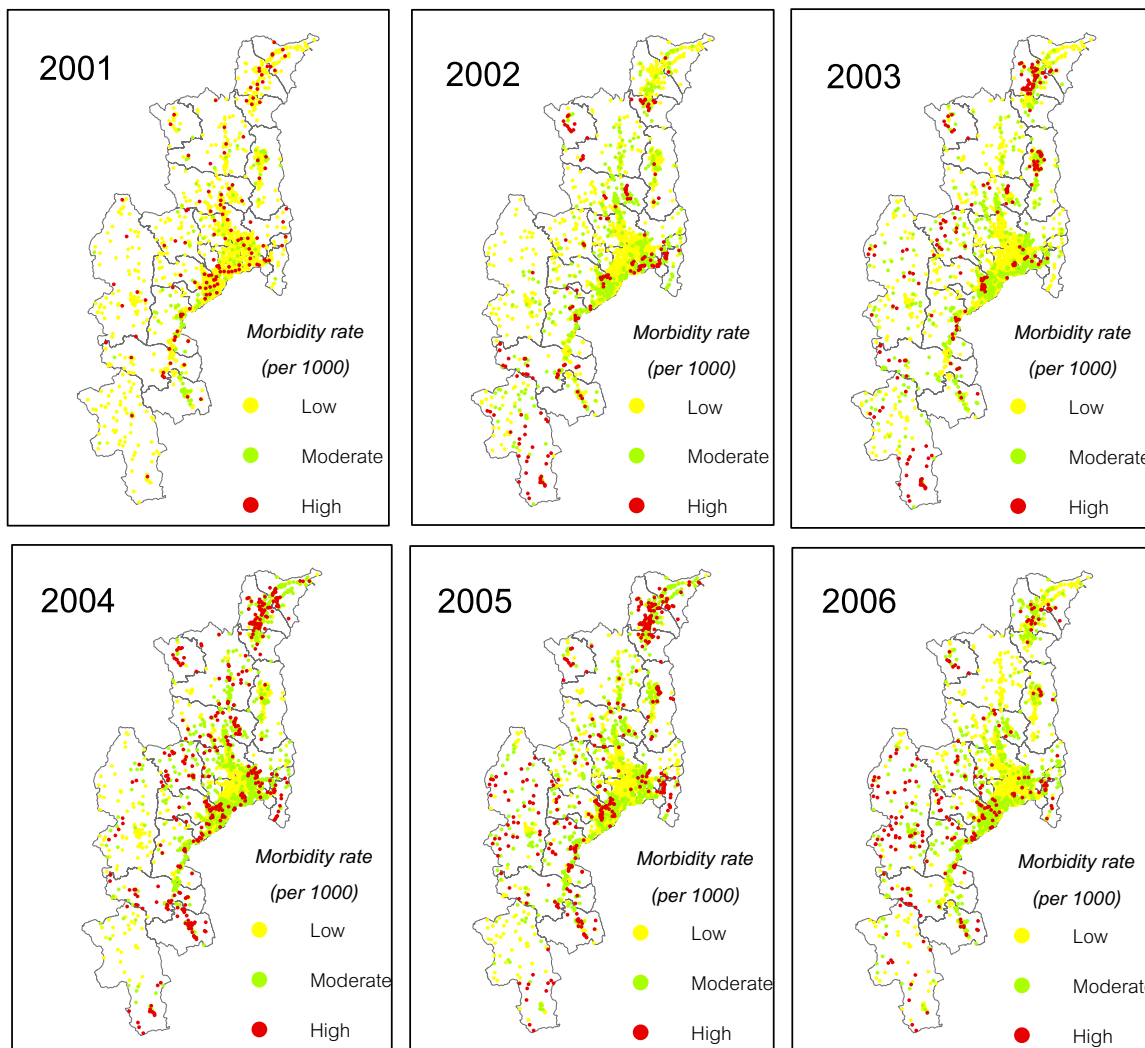 2001
Morbidity rate
(per 1000)
Low
Moderate
High
2002
Morbidity rate
(per 1000)
Low
Moderate
High
2003
Morbidity rate
(per 1000)
Low
Moderate
High
2004
Morbidity rate
(per 1000)
Low
Moderate
High
2005
Morbidity rate
(per 1000)
Low
Moderate
High
2006
Morbidity rate
(per 1000)
Low
Moderate
High